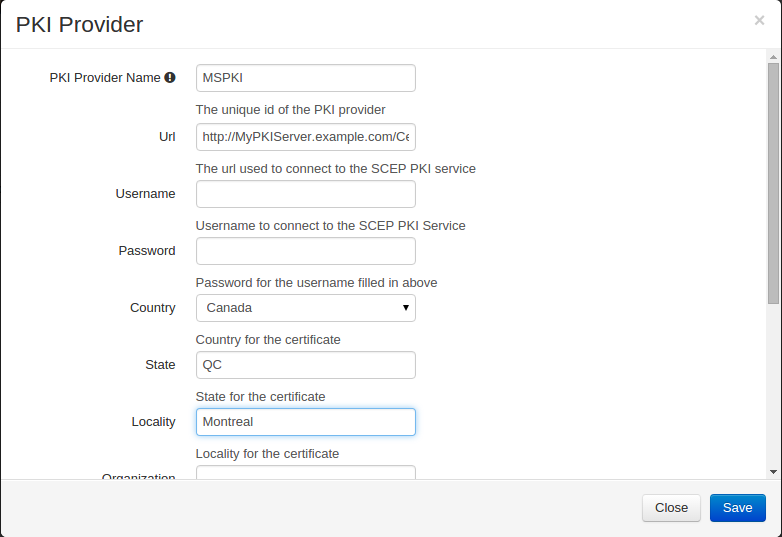 PKI Provider ×
PKI Provider Name MSPKI
The unique id of the PKI provider
Url http://MyPKIServer.example.com/Ce
The url used to connect to the SCEP PKI service
Username
Username to connect to the SCEP PKI Service
Password
Password for the username filled in above
Country Canada
Country for the certificate
State QC
State for the certificate
Locality Montreal
Locality for the certificate
Organization
Close Save